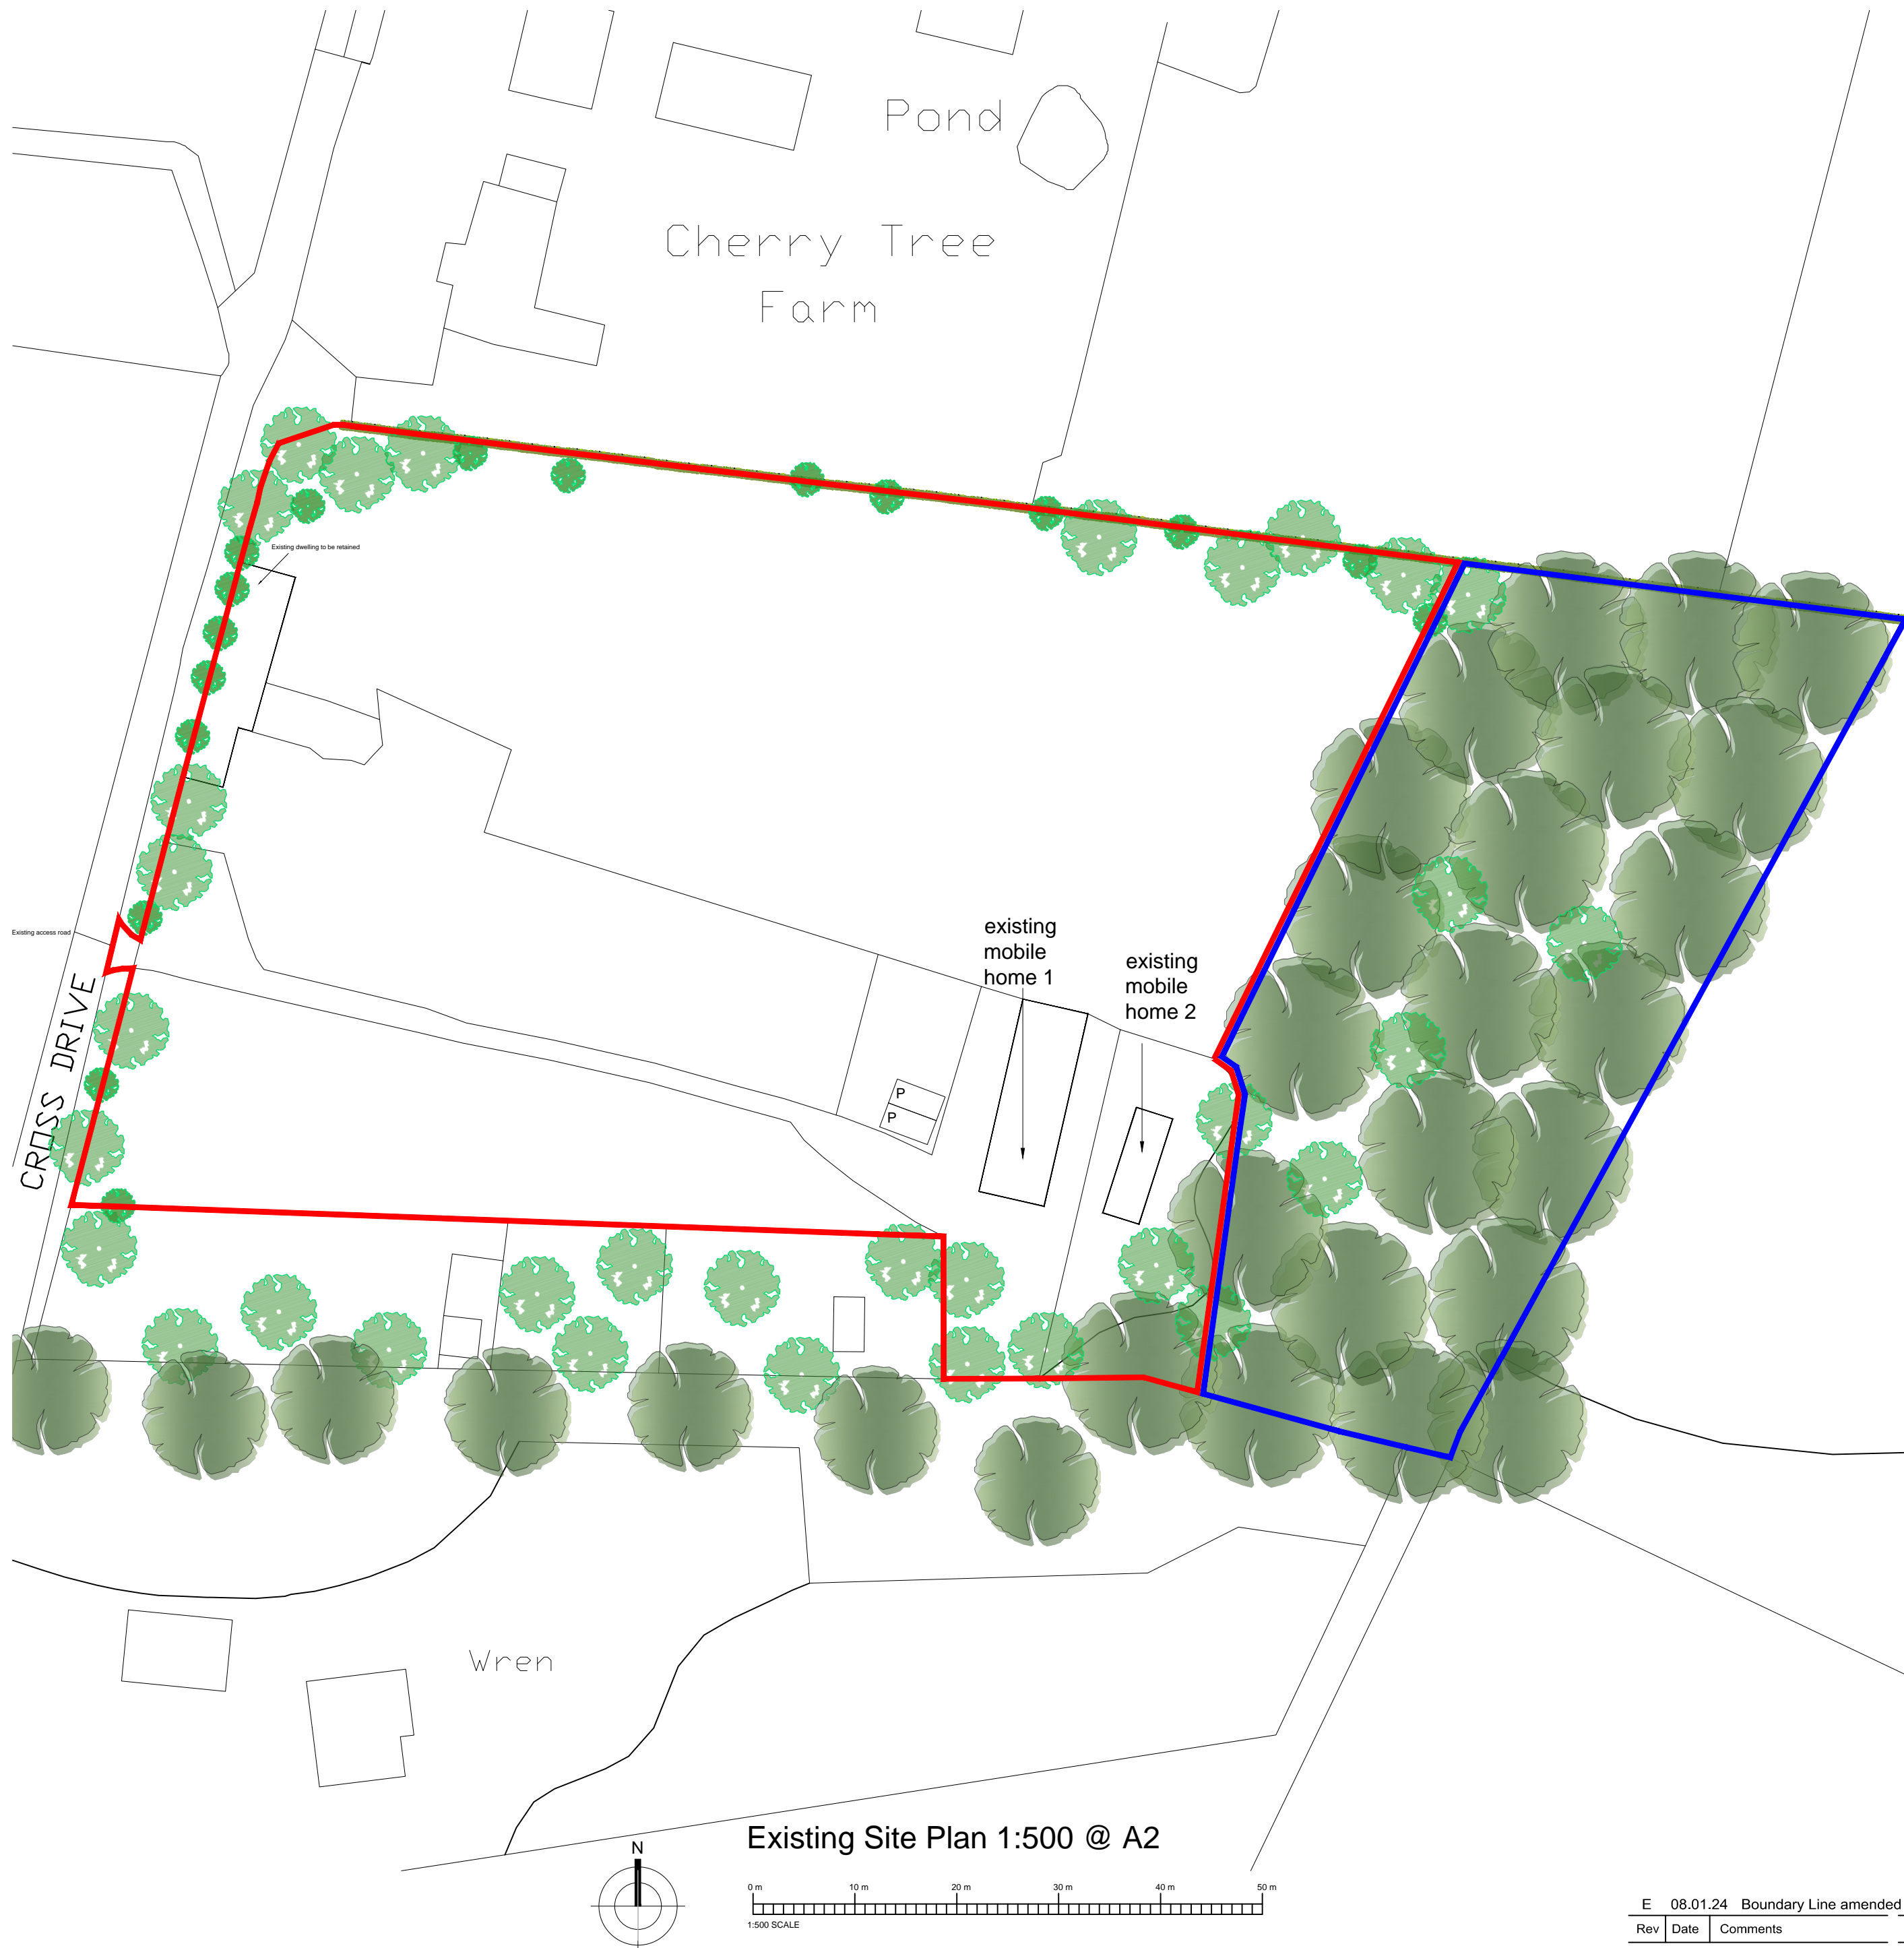 Pond
Cherry Tree
Farm
Existing dwelling to be retained
existing
mobile
home 1
existing
mobile
home 2
Existing access road
CROSS DRIVE
P
P
Wren
Existing Site Plan 1:500 @ A2
N
0 m 10 m 20 m 30 m 40 m 50 m
1:500 SCALE
E 08.01.24 Boundary Line amended
Rev Date Comments